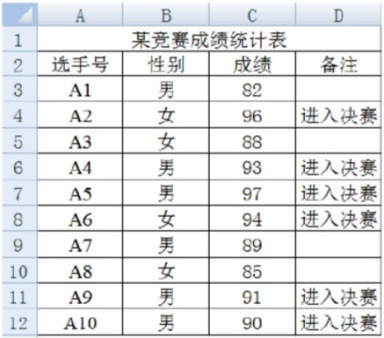 A B C D
1 某竞赛成绩统计表
2 选手号 性别 成绩 备注
3 A1 男 82
4 A2 女 96 进入决赛
5 A3 女 88
6 A4 男 93 进入决赛
7 A5 男 97 进入决赛
8 A6 女 94 进入决赛
9 A7 男 89
10 A8 女 85
11 A9 男 91 进入决赛
12 A10 男 90 进入决赛